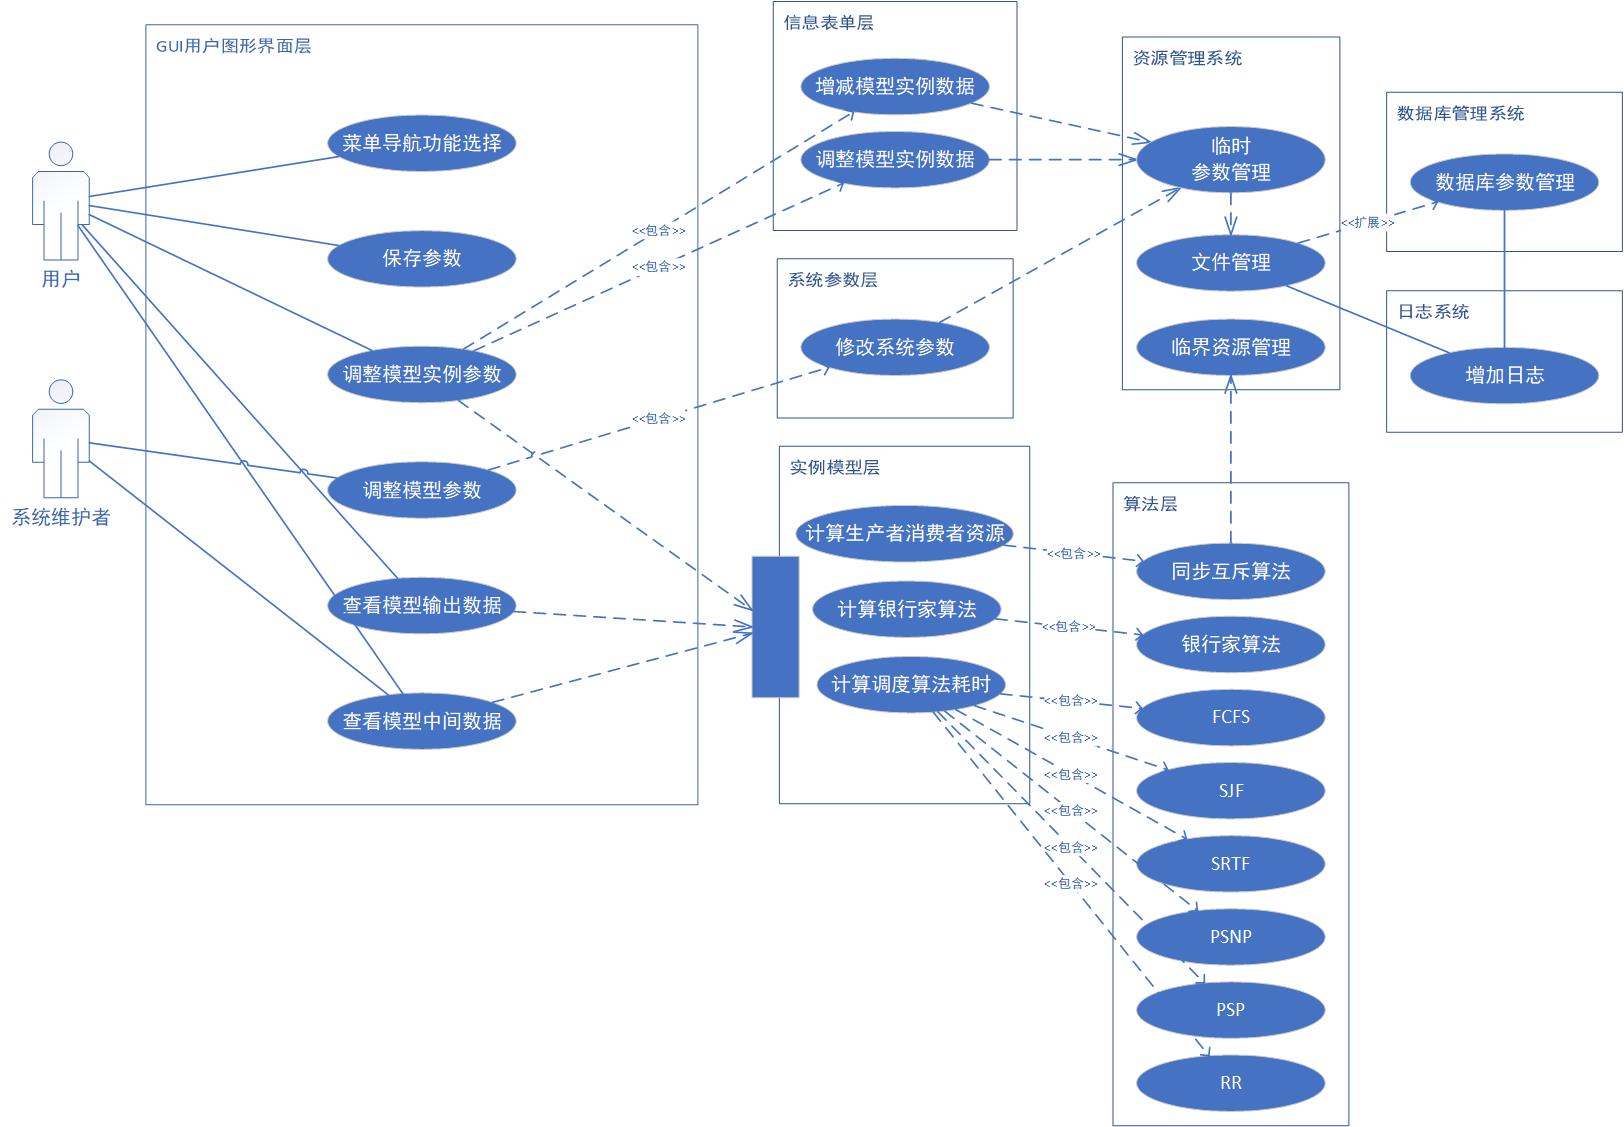 GUI用户图形界面层
菜单导航功能选择
保存参数
调整模型实例参数
调整模型参数
查看模型输出数据
查看模型中间数据
用户
系统维护者
<<包含>>
<<包含>>
<<包含>>
信息表单层
增减模型实例数据
调整模型实例数据
系统参数层
修改系统参数
实例模型层
计算生产者消费者资源
计算银行家算法
计算调度算法耗时
<<包含>>
<<包含>>
<<包含>>
<<包含>>
<<包含>>
<<包含>>
<<包含>>
<<包含>>
资源管理系统
临时
参数管理
文件管理
临界资源管理
算法层
同步互斥算法
银行家算法
FCFS
SJF
SRTF
PSNP
PSP
RR
<<扩展>>
数据库管理系统
数据库参数管理
日志系统
增加日志